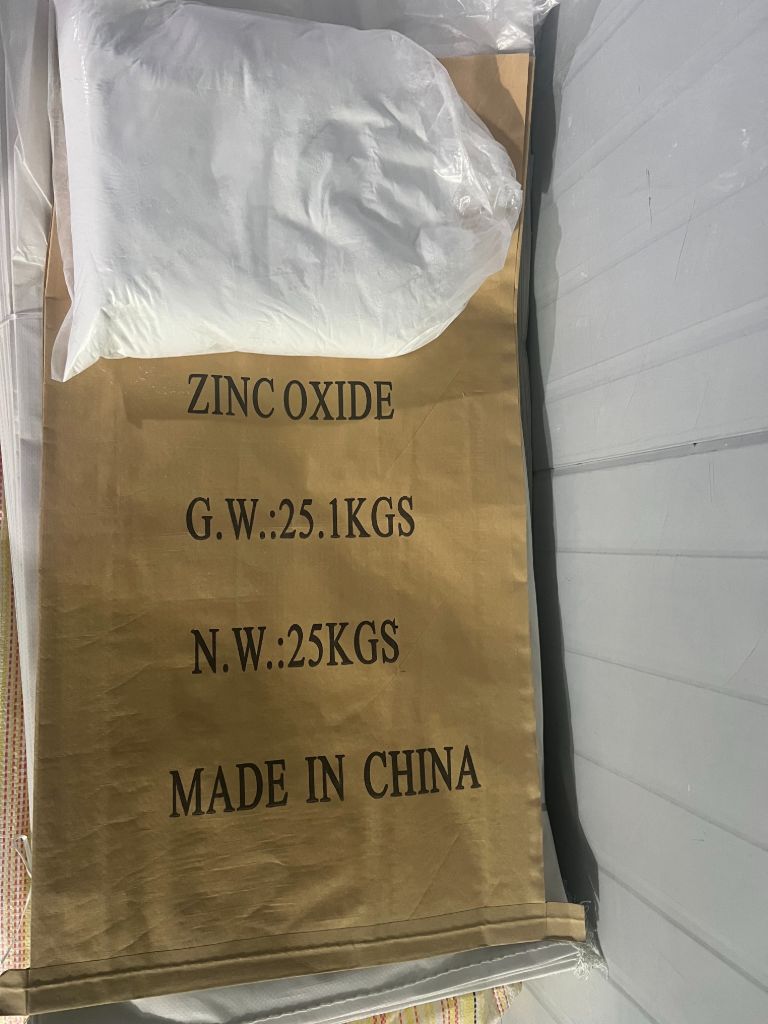 ZINC OXIDE
G.W.:25.1KGS
N.W.:25KGS
MADE IN CHINA